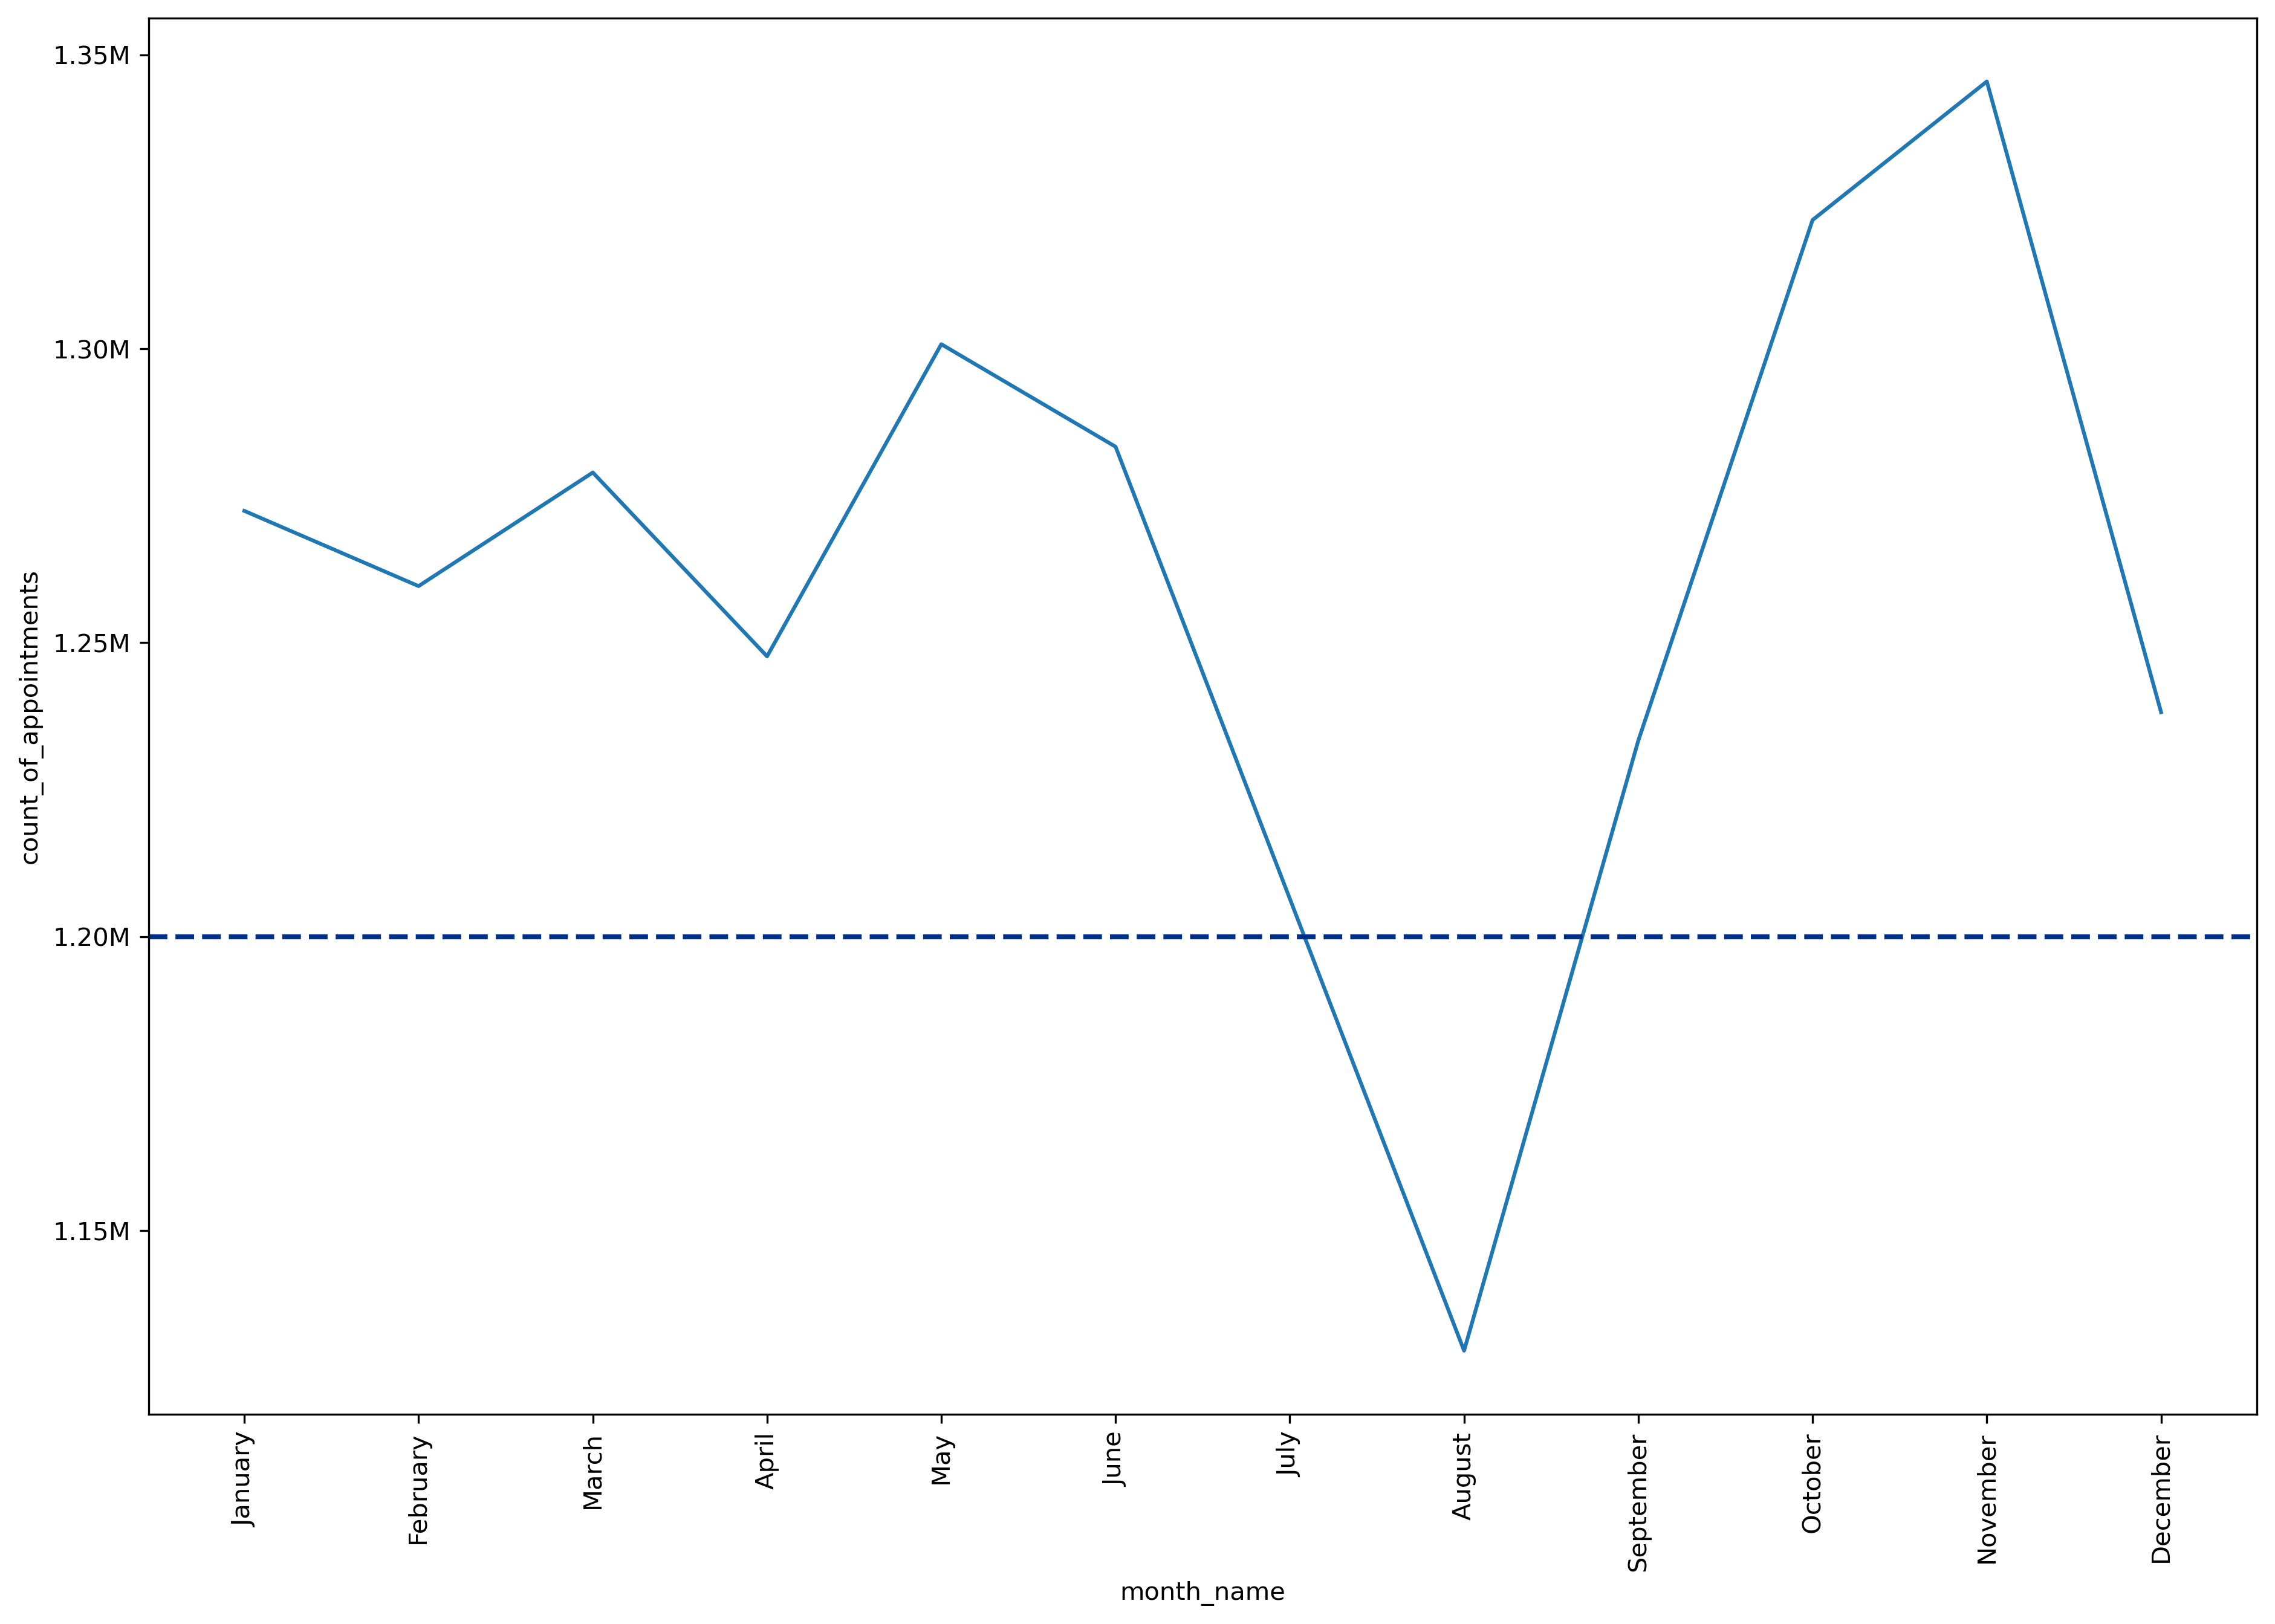 1.35M
1.30M
1.25M
1.20M
1.15M
count_of_appointments
January
February
March
April
May
June
July
August
September
October
November
December
month_name